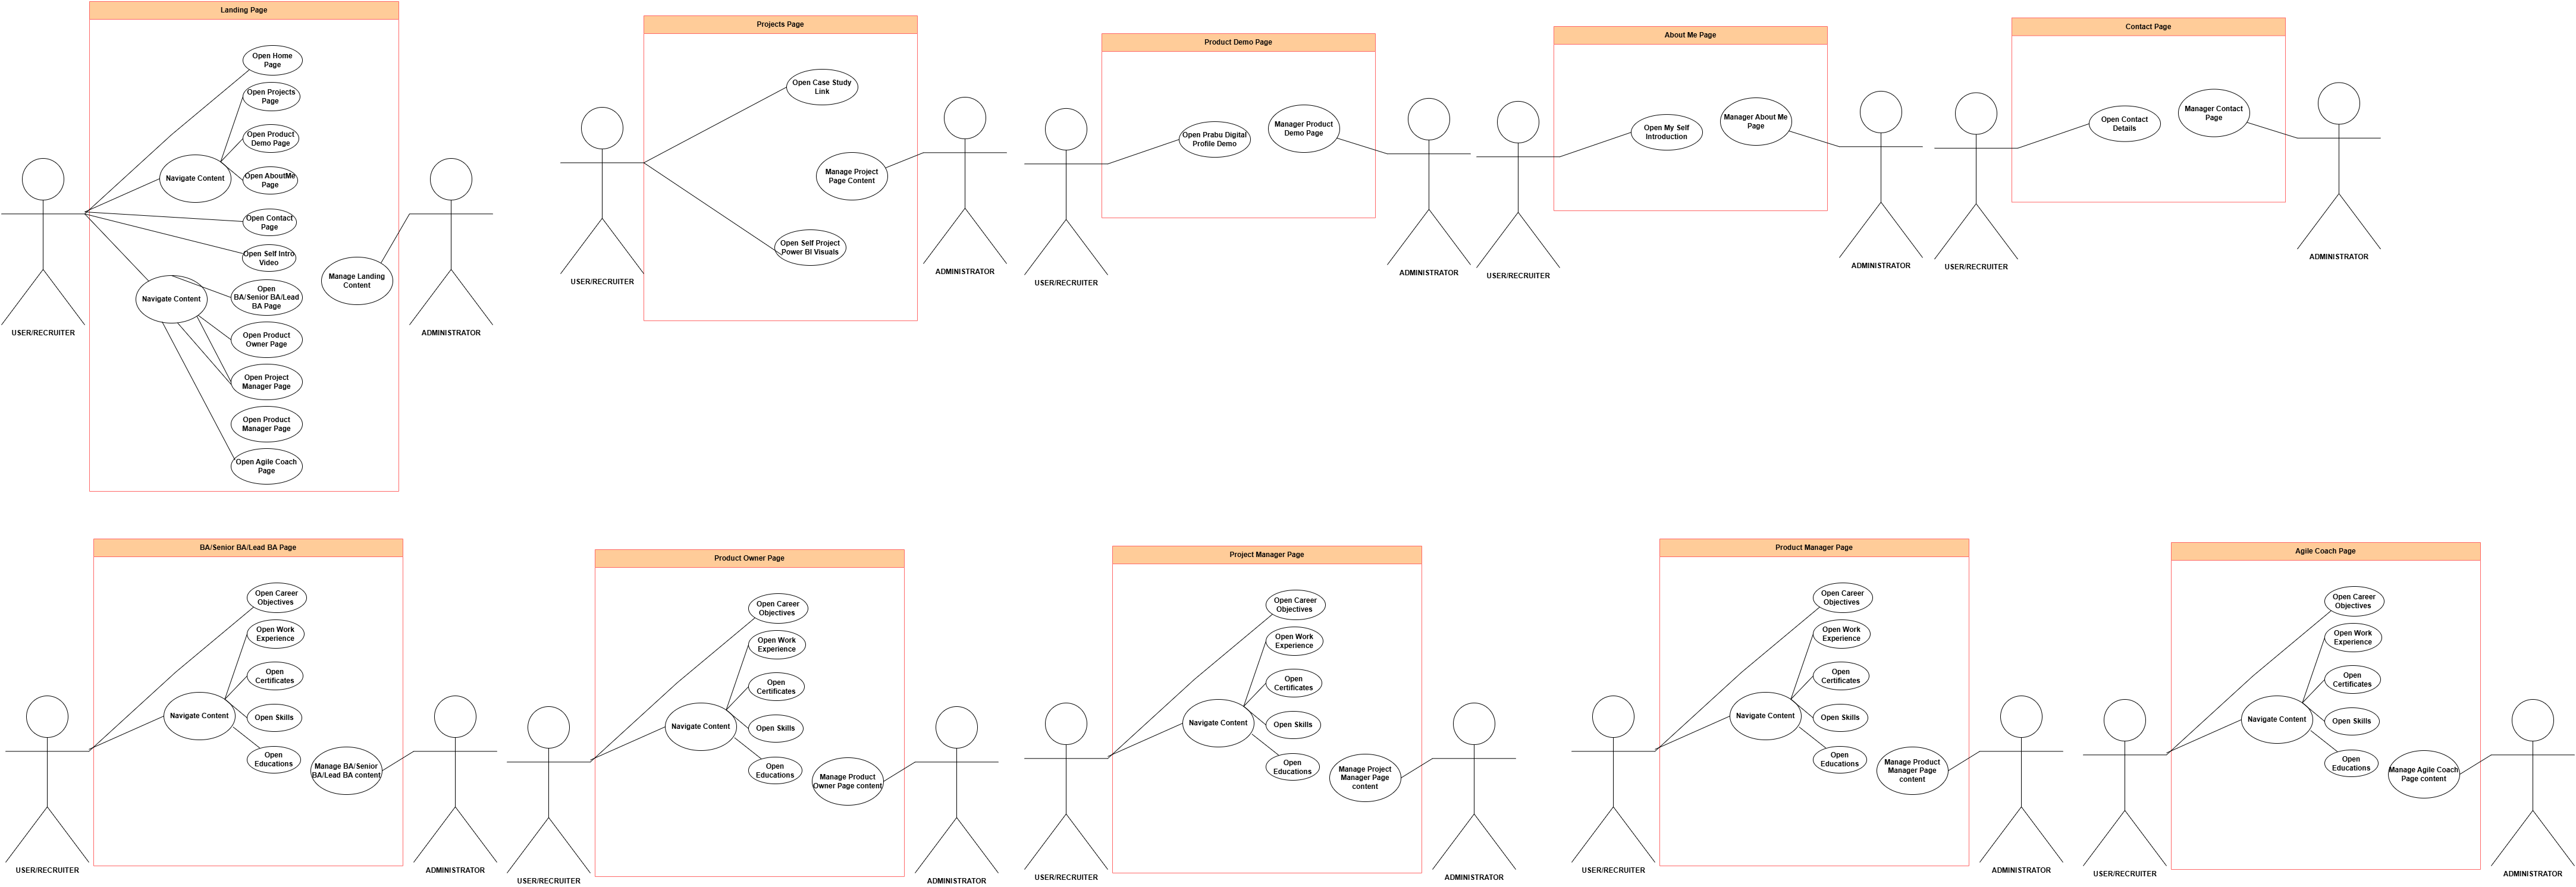 Landing Page
Open Home
Page
Open Projects
Page
Open Product
Demo Page
Navigate Content
Open AboutMe
Page
Open Contact
Page
Open Self Intro
Video
Manage Landing
Content
Navigate Content
Open
BA/Senior BA/Lead
BA Page
Open Product
Owner Page
Open Project
Manager Page
Open Product
Manager Page
Open Agile Coach
Page
USER/RECRUITER
ADMINISTRATOR
Projects Page
Open Case Study
Link
Manage Project
Page Content
Open Self Project
Power BI Visuals
USER/RECRUITER
ADMINISTRATOR
Product Demo Page
Open Prabu Digital
Profile Demo
Manager Product
Demo Page
USER/RECRUITER
ADMINISTRATOR
About Me Page
Open My Self
Introduction
Manager About Me
Page
USER/RECRUITER
ADMINISTRATOR
Contact Page
Open Contact
Details
Manager Contact
Page
USER/RECRUITER
ADMINISTRATOR
BA/Senior BA/Lead BA Page
Open Career
Objectives
Open Work
Experience
Open
Certificates
Navigate Content
Open Skills
Open
Educations
Manage BA/Senior
BA/Lead BA content
USER/RECRUITER
ADMINISTRATOR
Product Owner Page
Open Career
Objectives
Open Work
Experience
Open
Certificates
Navigate Content
Open Skills
Open
Educations
Manage Product
Owner Page content
USER/RECRUITER
ADMINISTRATOR
Project Manager Page
Open Career
Objectives
Open Work
Experience
Open
Certificates
Navigate Content
Open Skills
Open
Educations
Manage Project
Manager Page
content
USER/RECRUITER
ADMINISTRATOR
Product Manager Page
Open Career
Objectives
Open Work
Experience
Open
Certificates
Navigate Content
Open Skills
Open
Educations
Manage Product
Manager Page
content
USER/RECRUITER
ADMINISTRATOR
Agile Coach Page
Open Career
Objectives
Open Work
Experience
Open
Certificates
Navigate Content
Open Skills
Open
Educations
Manage Agile Coach
Page content
USER/RECRUITER
ADMINISTRATOR